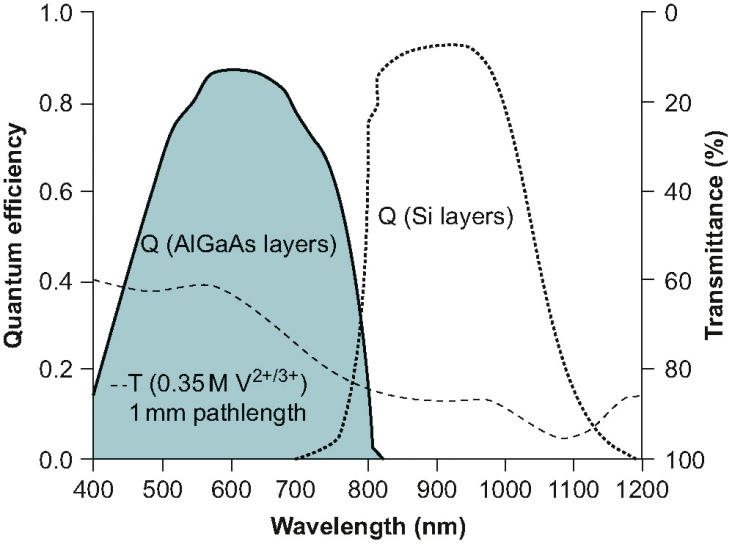 1.0
0.8
0.6
0.4
0.2
0.0
Quantum efficiency
0
20
40
60
80
100
Transmittance (%)
Q (AlGaAs layers)
Q (Si layers)
--T (0.35 M V²⁺/³⁺)
1 mm pathlength
400 500 600 700 800 900 1000 1100 1200
Wavelength (nm)